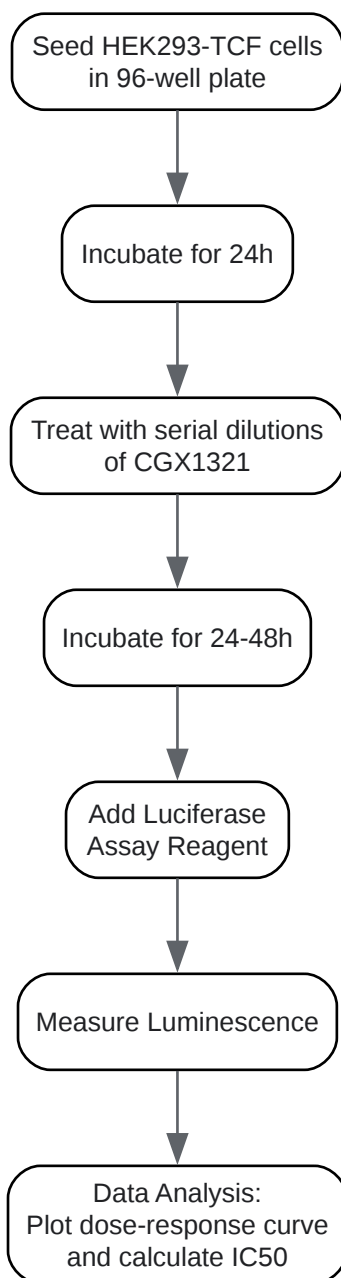 Seed HEK293-TCF cells
in 96-well plate
Incubate for 24h
Treat with serial dilutions
of CGX1321
Incubate for 24-48h
Add Luciferase
Assay Reagent
Measure Luminescence
Data Analysis:
Plot dose-response curve
and calculate IC50